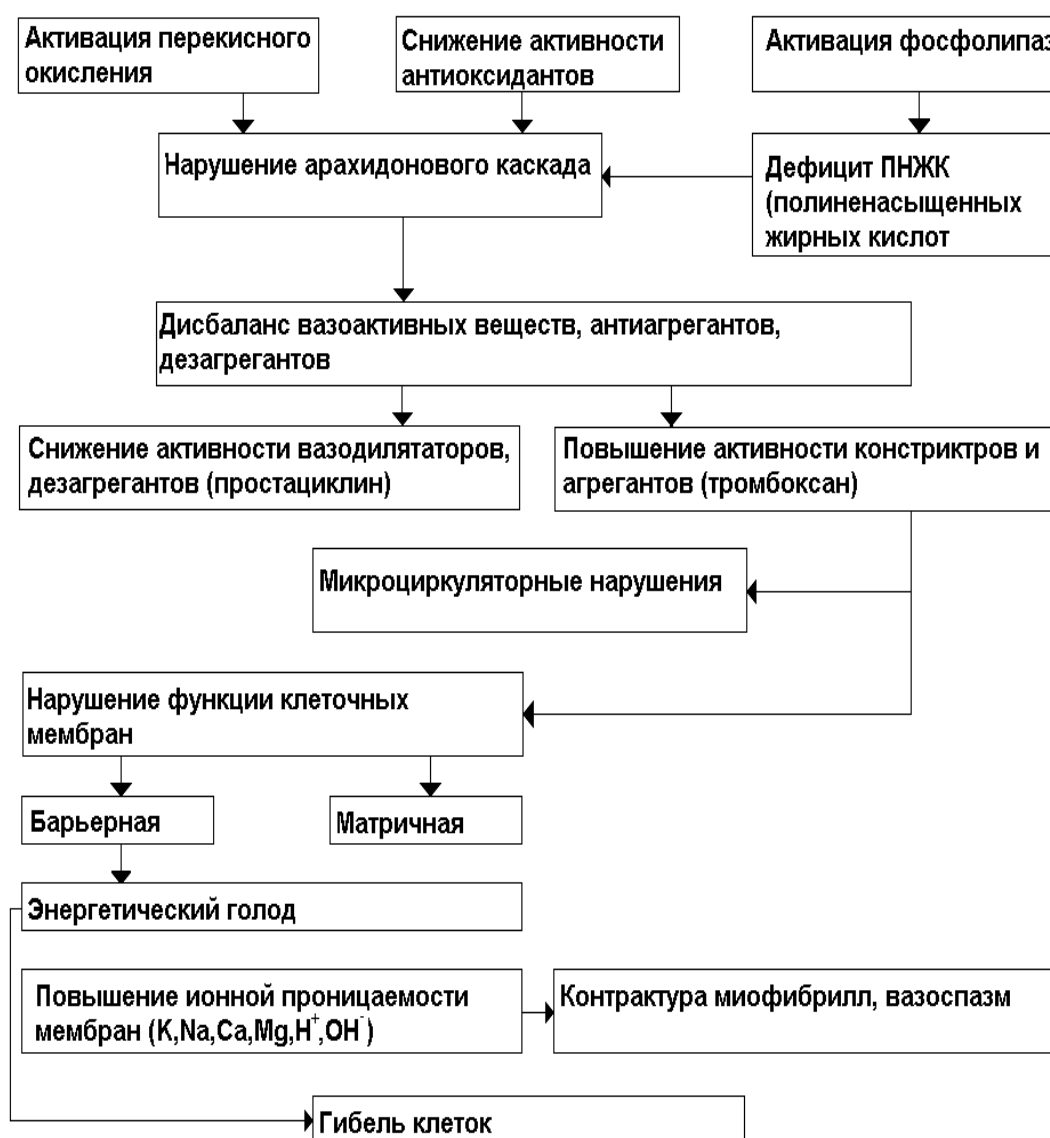 Активация перекисного
окисления
Снижение активности
антиоксидантов
Активация фосфолипаз
Нарушение арахидонового каскада
Дефицит ПНЖК
(полиненасыщенных
жирных кислот
Дисбаланс вазоактивных веществ, антиагрегантов,
дезагрегантов
Снижение активности вазодилятаторов,
дезагрегантов (простациклин)
Повышение активности констриктров и
агрегантов (тромбоксан)
Микроциркуляторные нарушения
Нарушение функции клеточных
мембран
Барьерная
Матричная
Энергетический голод
Повышение ионной проницаемости
мембран (K,Na,Ca,Mg,H⁺,OH⁻)
Контрактура миофибрилл, вазоспазм
Гибель клеток